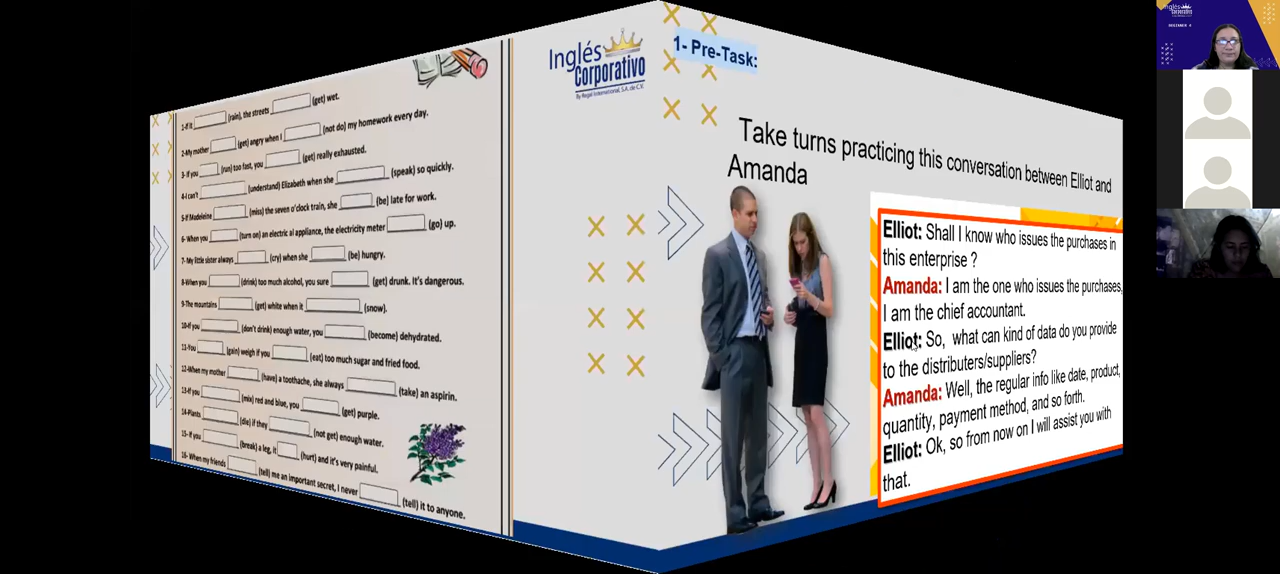 1-If it (rain), the streets (get) wet.
2-My mother (get) angry when I (not do) my homework every day.
3- If you (run) too fast, you (get) really exhausted.
4-I can't (understand) Elizabeth when she (speak) so quickly.
5-If Madeleine (miss) the seven o'clock train, she (be) late for work.
6-When you (turn on) an electric al appliance, the electricity meter (go) up.
7-My little sister always (cry) when she (be) hungry.
8-When you (drink) too much alcohol, you sure (get) drunk. It's dangerous.
9-The mountains (get) white when it (snow).
10-If you (don't drink) enough water, you (become) dehydrated.
11-You (gain) weigh if you (eat) too much sugar and fried food.
12-When my mother (have) a toothache, she always (take) an aspirin.
13-If you (mix) red and blue, you (get) purple.
14-Plants (die) if they (not get) enough water.
15-If you (break) a leg, it (hurt) and it's very painful.
16- When my friends (tell) me an important secret, I never (tell) it to anyone.
Inglés
Corporativo
By Regal International, S.A. de C.V.
1- Pre-Task:
Take turns practicing this conversation between Elliot and
Amanda
Elliot: Shall I know who issues the purchases in
this enterprise ?
Amanda: I am the one who issues the purchases,
I am the chief accountant.
Elliot: So, what can kind of data do you provide
to the distributers/suppliers?
Amanda: Well, the regular info like date, product,
quantity, payment method, and so forth.
Elliot: Ok, so from now on I will assist you with
that.